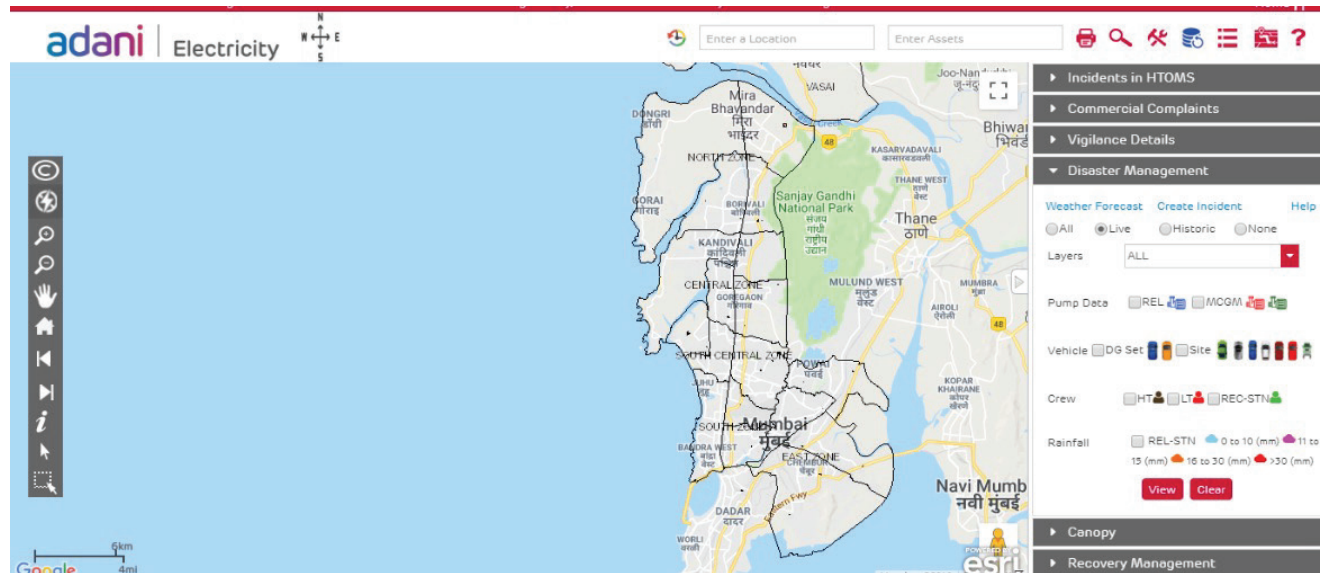 adani | Electricity
N
W E
S
Enter a Location
Enter Assets
?
Mira
Bhayandar
मिरा
भाईंदर
VASAI
DONGRI
डोंगरी
48
NORTH ZONE
KASARVADAVALI
कासारवडवली
THANE WEST
ठाणे
वेस्ट
GORAI
गोराई
BORIVALI
बोरिवली
Sanjay Gandhi
National Park
संजय
गांधी
राष्ट्रीय
उद्यान
Thane
ठाणे
KANDIVALI
कांदिवली
CENTRAL ZONE
GOREGAON
गोरेगाव
MULUND WEST
मुलुंड
वेस्ट
MUMBRA
मुंब्रा
AIROLI
ऐरोली
48
SOUTH CENTRAL ZONE
POWAI
पवई
JUHU
जुहू
KOPAR
KHAIRANE
कोपर
खैरणे
SOUTH ZONE
Mumbai
मुंबई
BANDRA WEST
बांद्रा
वेस्ट
EAST ZONE
CHEMBUR
चेंबूर
Eastern Fwy
Navi Mumb
नवी मुंबई
DADAR
दादर
WORLI
वरळी
6km
4mi
Google
POWERED BY
esri
Incidents in HTOMS
Commercial Complaints
Vigilance Details
Disaster Management
Weather Forecast Create Incident Help
All Live Historic None
Layers ALL
Pump Data REL MCGM
Vehicle DG Set Site
Crew HT LT REC-STN
Rainfall REL-STN 0 to 10 (mm) 11 to
15 (mm) 16 to 30 (mm) >30 (mm)
View Clear
Canopy
Recovery Management